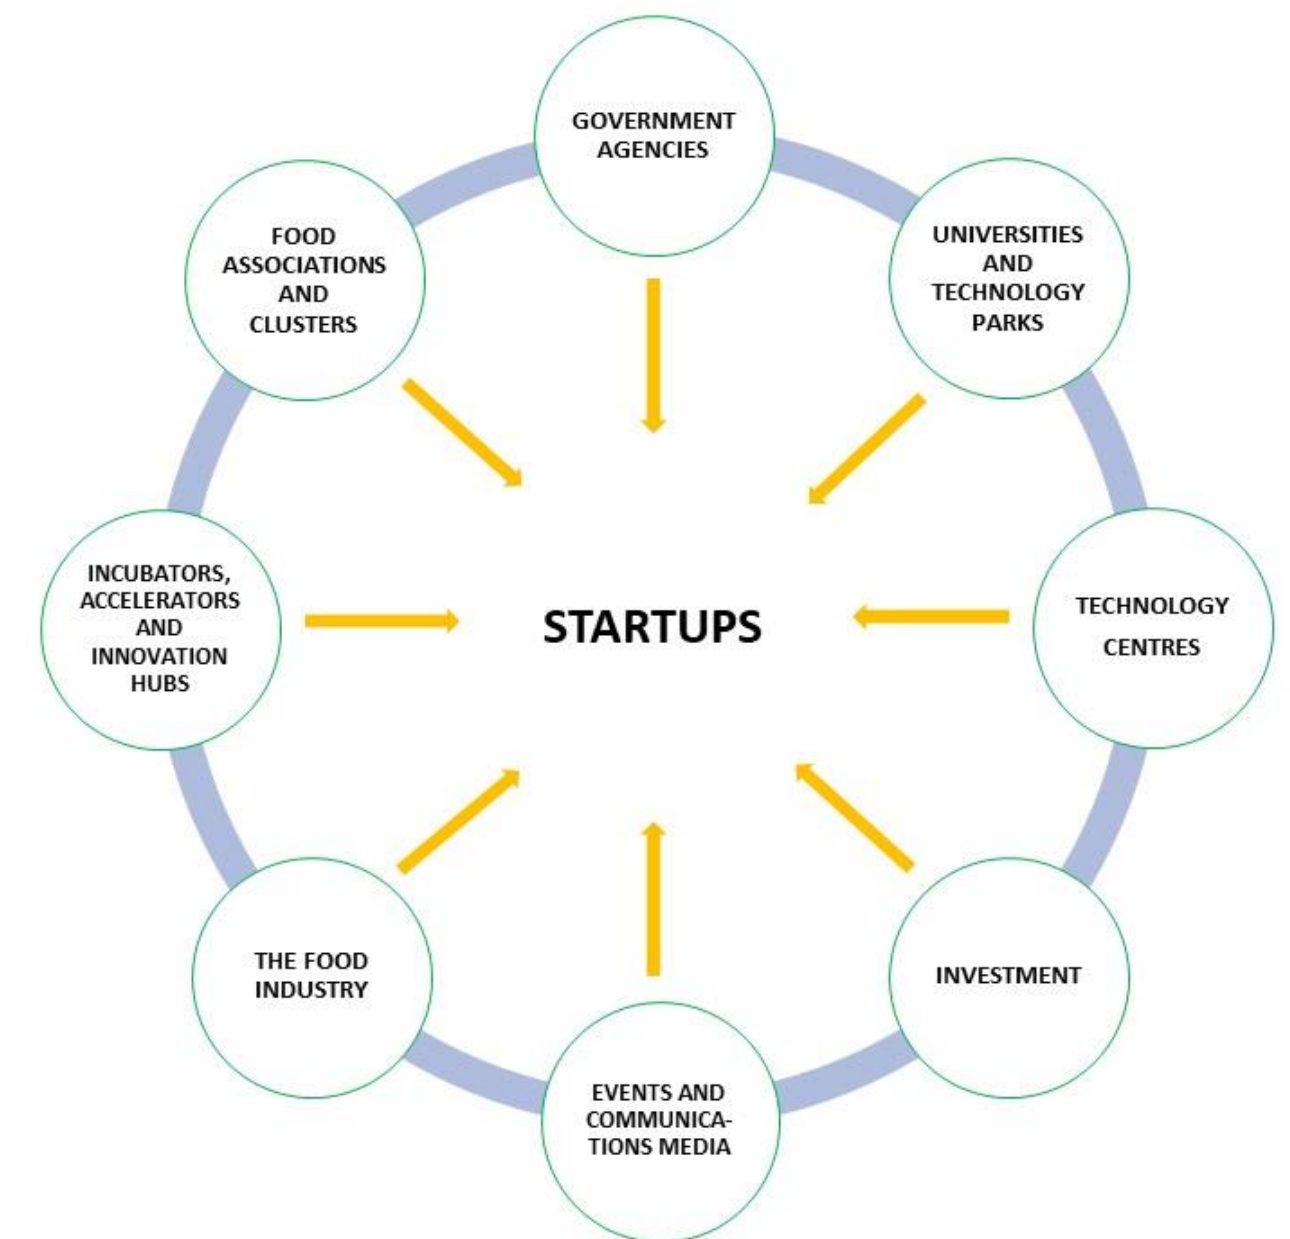 GOVERNMENT
AGENCIES
UNIVERSITIES
AND
TECHNOLOGY
PARKS
TECHNOLOGY
CENTRES
INVESTMENT
EVENTS AND
COMMUNICA-
TIONS MEDIA
THE FOOD
INDUSTRY
INCUBATORS,
ACCELERATORS
AND
INNOVATION
HUBS
FOOD
ASSOCIATIONS
AND
CLUSTERS
STARTUPS